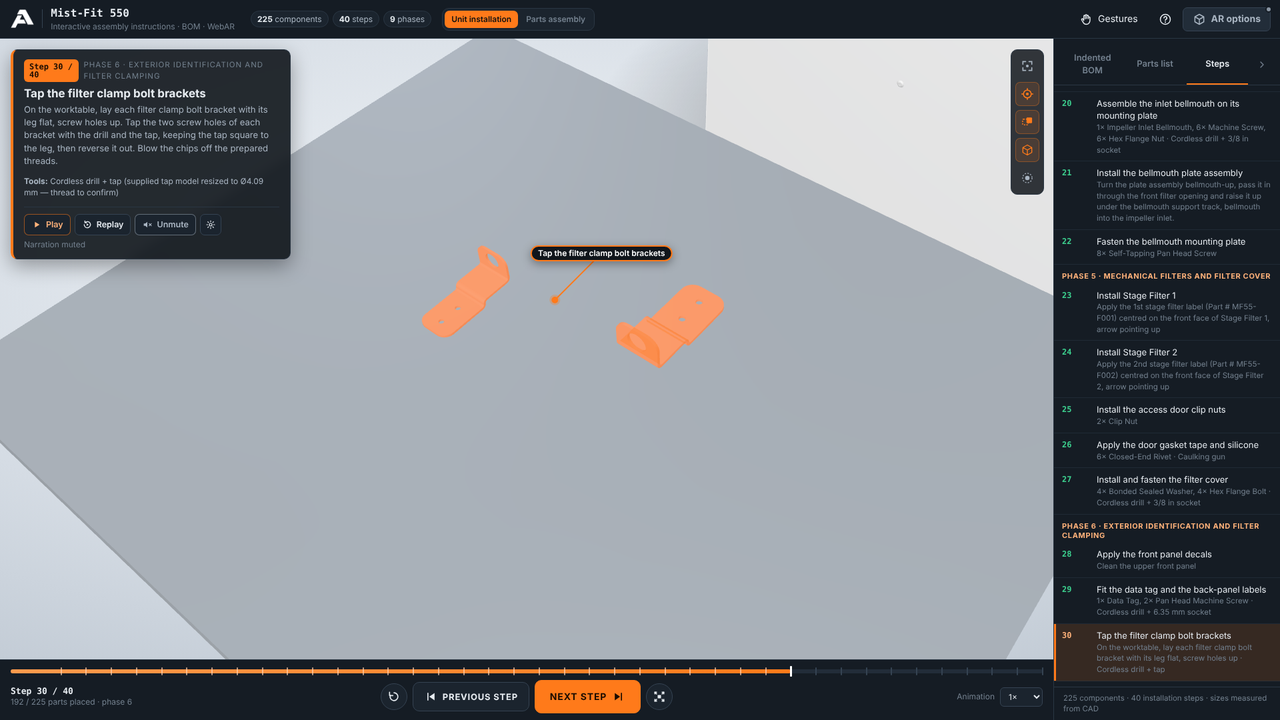 Mist-Fit 550
Interactive assembly instructions · BOM · WebAR
225 components
40 steps
9 phases
Unit installation
Parts assembly
Gestures
AR options
Step 30 /
40
PHASE 6 · EXTERIOR IDENTIFICATION AND
FILTER CLAMPING
Tap the filter clamp bolt brackets
On the worktable, lay each filter clamp bolt bracket with its
leg flat, screw holes up. Tap the two screw holes of each
bracket with the drill and the tap, keeping the tap square to
the leg, then reverse it out. Blow the chips off the prepared
threads.
Tools: Cordless drill + tap (supplied tap model resized to Ø4.09
mm — thread to confirm)
Play
Replay
Unmute
Narration muted
Tap the filter clamp bolt brackets
Indented
BOM
Parts list
Steps
20
Assemble the inlet bellmouth on its
mounting plate
1× Impeller Inlet Bellmouth, 6× Machine Screw,
6× Hex Flange Nut · Cordless drill + 3/8 in
socket
21
Install the bellmouth plate assembly
Turn the plate assembly bellmouth-up, pass it in
through the front filter opening and raise it up
under the bellmouth support track, bellmouth
into the impeller inlet.
22
Fasten the bellmouth mounting plate
8× Self-Tapping Pan Head Screw
PHASE 5 · MECHANICAL FILTERS AND FILTER COVER
23
Install Stage Filter 1
Apply the 1st stage filter label (Part # MF55-
F001) centred on the front face of Stage Filter 1,
arrow pointing up
24
Install Stage Filter 2
Apply the 2nd stage filter label (Part # MF55-
F002) centred on the front face of Stage Filter
2, arrow pointing up
25
Install the access door clip nuts
2× Clip Nut
26
Apply the door gasket tape and silicone
6× Closed-End Rivet · Caulking gun
27
Install and fasten the filter cover
4× Bonded Sealed Washer, 4× Hex Flange Bolt ·
Cordless drill + 3/8 in socket
PHASE 6 · EXTERIOR IDENTIFICATION AND FILTER
CLAMPING
28
Apply the front panel decals
Clean the upper front panel
29
Fit the data tag and the back-panel labels
1× Data Tag, 2× Pan Head Machine Screw ·
Cordless drill + 6.35 mm socket
30
Tap the filter clamp bolt brackets
On the worktable, lay each filter clamp bolt
bracket with its leg flat, screw holes up ·
Cordless drill + tap
225 components · 40 installation steps · sizes measured
from CAD
Step 30 / 40
192 / 225 parts placed · phase 6
PREVIOUS STEP
NEXT STEP
Animation
1×